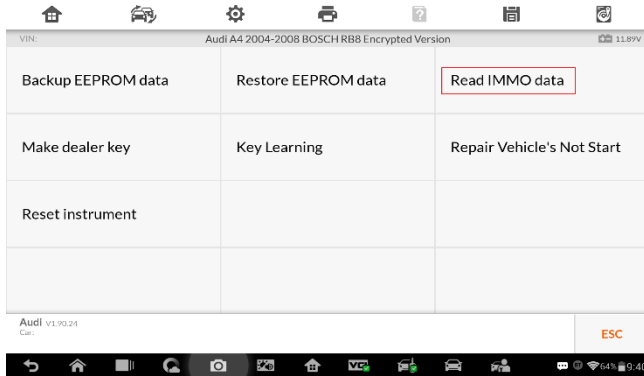 VIN: Audi A4 2004-2008 BOSCH RB8 Encrypted Version 11.89V
Backup EEPROM data Restore EEPROM data Read IMMO data
Make dealer key Key Learning Repair Vehicle's Not Start
Reset instrument
Audi V1.90.24
Car:
ESC
VCI 64% 9:40